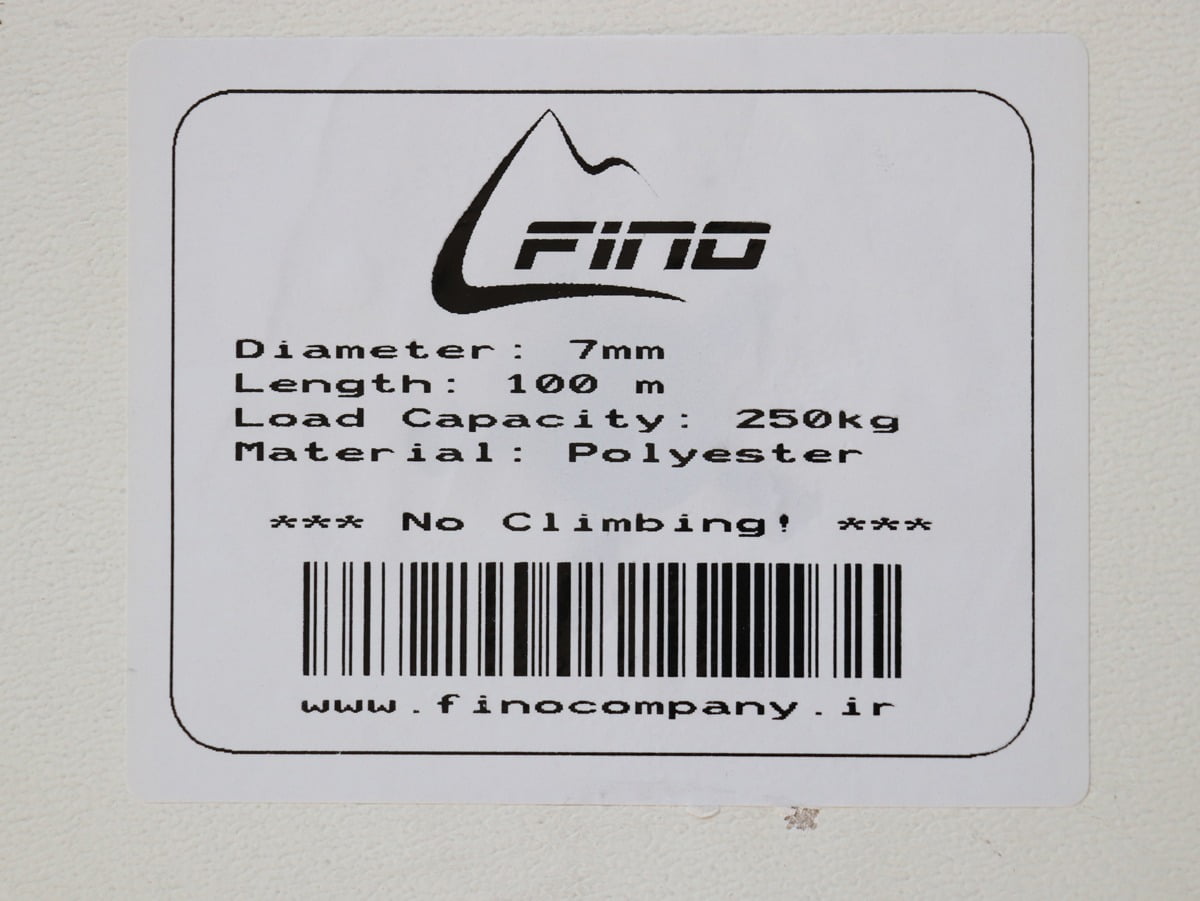 Fino
Diameter: 7mm
Length: 100 m
Load Capacity: 250kg
Material: Polyester
*** No Climbing! ***
www.finocompany.ir